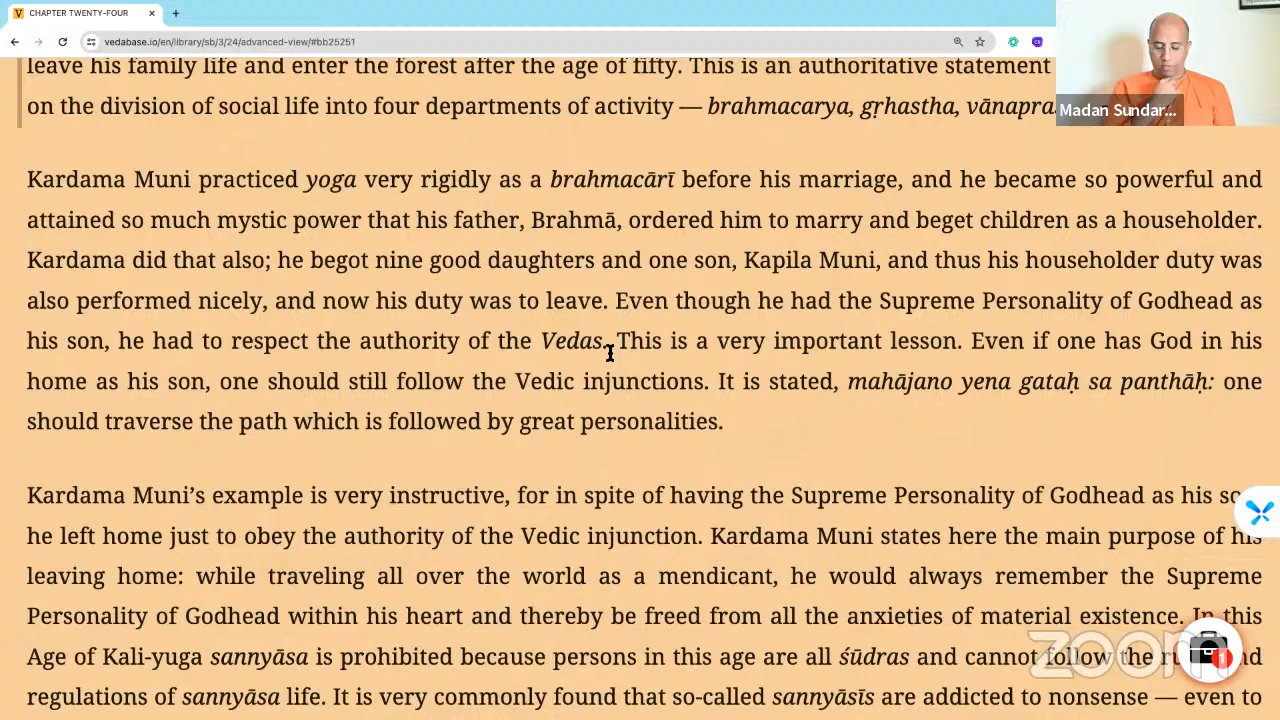 CHAPTER TWENTY-FOUR
vedabase.io/en/library/sb/3/24/advanced-view/#bb25251
Madan Sundar...
leave his family life and enter the forest after the age of fifty. This is an authoritative statement
on the division of social life into four departments of activity — brahmacarya, gṛhastha, vānapra
Kardama Muni practiced yoga very rigidly as a brahmacārī before his marriage, and he became so powerful and
attained so much mystic power that his father, Brahmā, ordered him to marry and beget children as a householder.
Kardama did that also; he begot nine good daughters and one son, Kapila Muni, and thus his householder duty was
also performed nicely, and now his duty was to leave. Even though he had the Supreme Personality of Godhead as
his son, he had to respect the authority of the Vedas. This is a very important lesson. Even if one has God in his
home as his son, one should still follow the Vedic injunctions. It is stated, mahājano yena gataḥ sa panthāḥ: one
should traverse the path which is followed by great personalities.
Kardama Muni’s example is very instructive, for in spite of having the Supreme Personality of Godhead as his
he left home just to obey the authority of the Vedic injunction. Kardama Muni states here the main purpose of his
leaving home: while traveling all over the world as a mendicant, he would always remember the Supreme
Personality of Godhead within his heart and thereby be freed from all the anxieties of material existence. In this
Age of Kali-yuga sannyāsa is prohibited because persons in this age are all śūdras and cannot follow the
regulations of sannyāsa life. It is very commonly found that so-called sannyāsīs are addicted to nonsense — even to
zoom
1